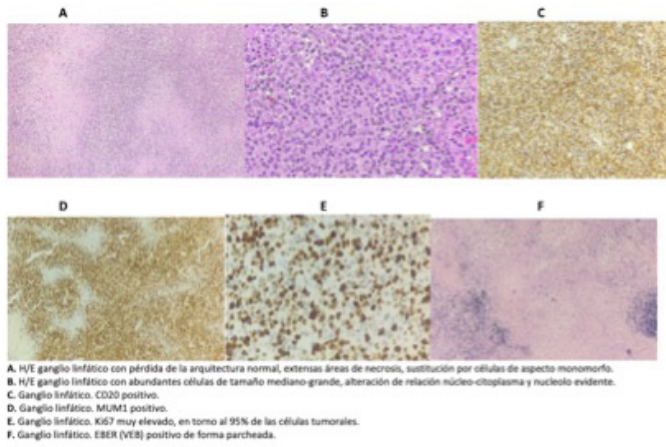 A B C
D E F
A. H/E ganglio linfático con pérdida de la arquitectura normal, extensas áreas de necrosis, sustitución por células de aspecto monomorfo.
B. H/E ganglio linfático con abundantes células de tamaño mediano-grande, alteración de relación núcleo-citoplasma y nucleolo evidente.
C. Ganglio linfático. CD20 positivo.
D. Ganglio linfático. MUM1 positivo.
E. Ganglio linfático. Ki67 muy elevado, en torno al 95% de las células tumorales.
F. Ganglio linfático. EBER (VEB) positivo de forma parcheada.